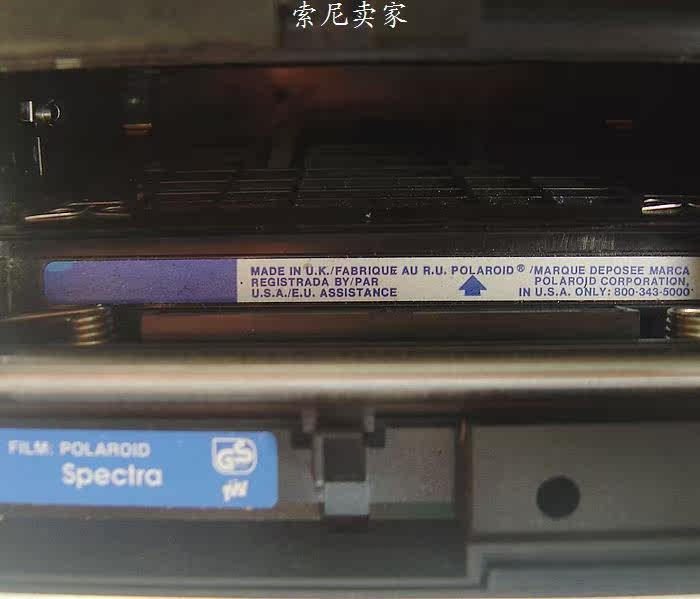 索尼卖家
MADE IN U.K./FABRIQUE AU R.U. POLAROID® /MARQUE DEPOSEE MARCA
REGISTRADA BY/PAR POLAROID CORPORATION,
U.S.A./E.U. ASSISTANCE IN U.S.A. ONLY: 800-343-5000
FILM: POLAROID
Spectra
GS